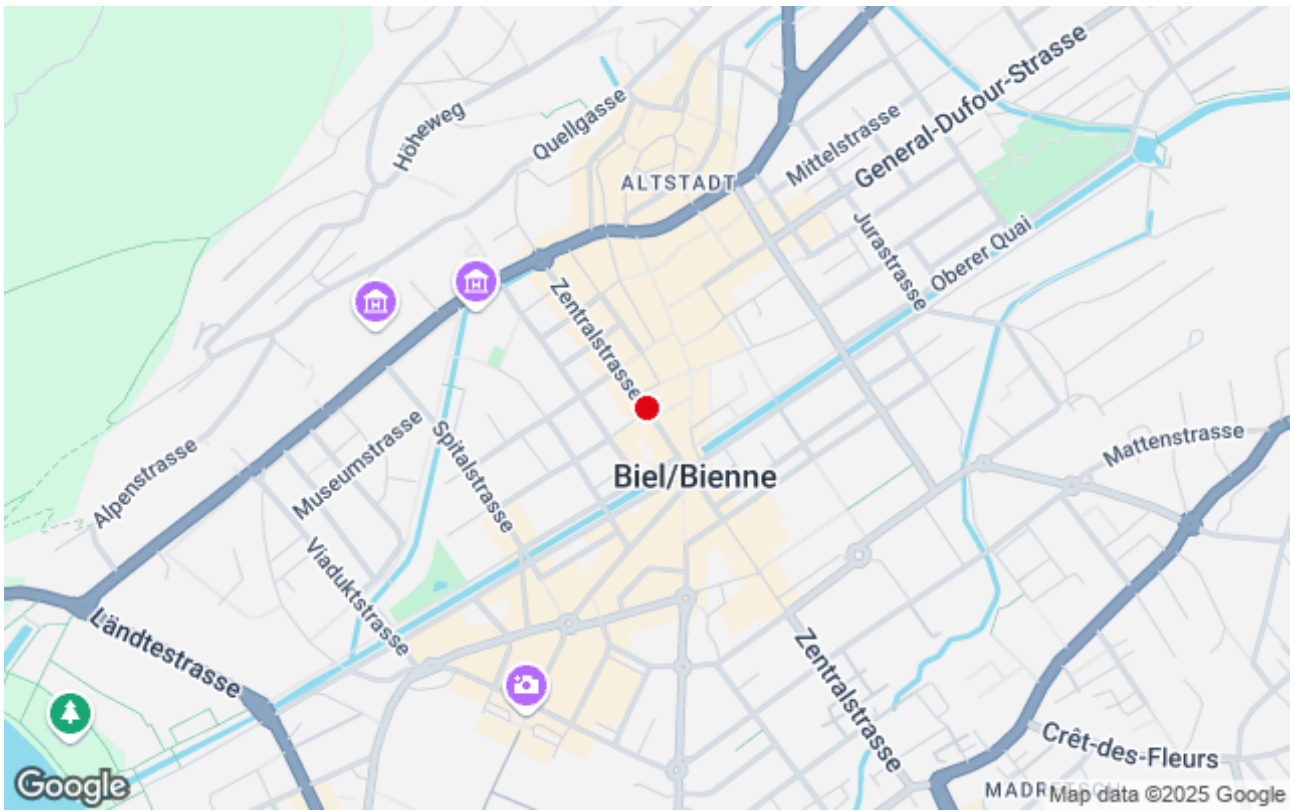 General-Dufour-Strasse
Höheweg
Quellgasse
Mittelstrasse
ALTSTADT
Jurastrasse
Oberer Quai
Zentralstrasse
Museumstrasse
Spitalstrasse
Mattenstrasse
Alpenstrasse
Biel/Bienne
Viaduktstrasse
Ländtestrasse
Zentralstrasse
Crêt-des-Fleurs
Google
Map data ©2025 Google